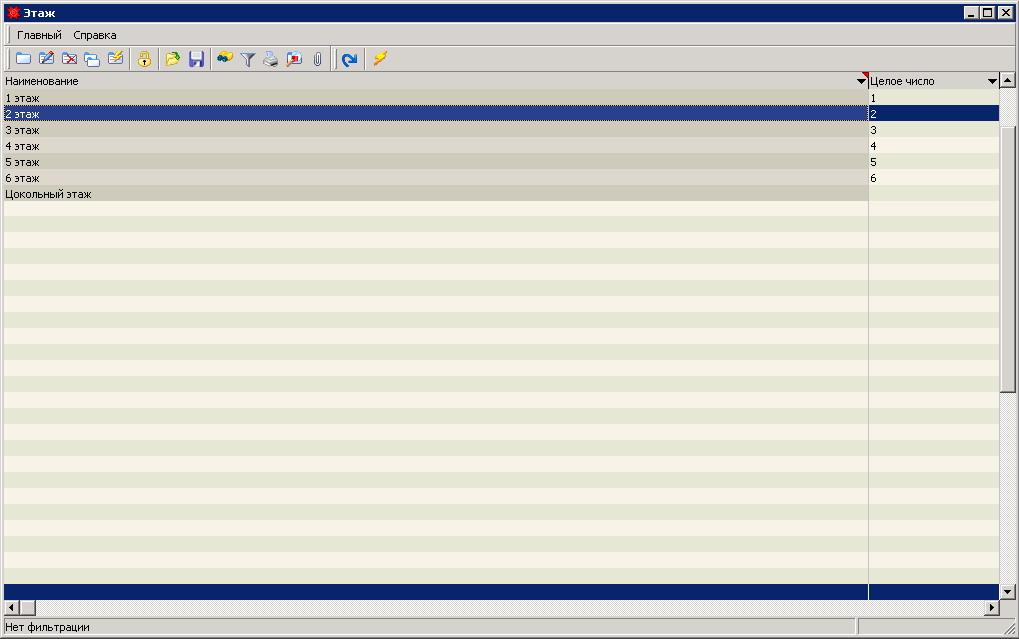 Этаж
Главный Справка
Наименование Целое число
1 этаж 1
2 этаж 2
3 этаж 3
4 этаж 4
5 этаж 5
6 этаж 6
Цокольный этаж
Нет фильтрации